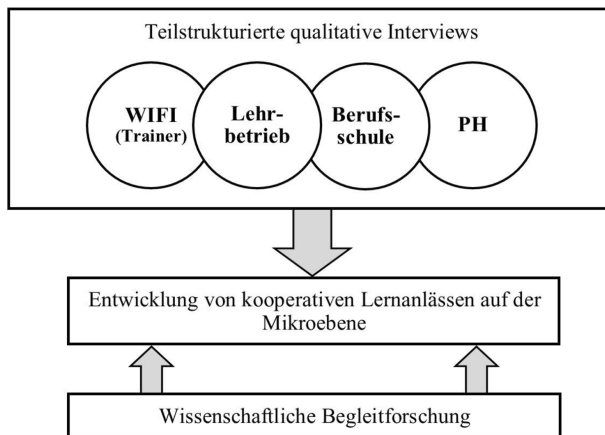 Teilstrukturierte qualitative Interviews
WIFI
(Trainer)
Lehr-
betrieb
Berufs-
schule
PH
Entwicklung von kooperativen Lernanlässen auf der
Mikroebene
Wissenschaftliche Begleitforschung